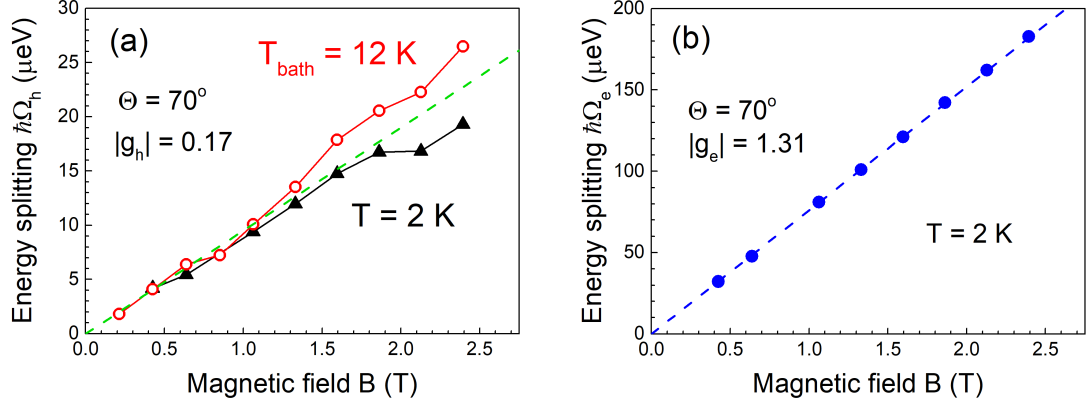 (a)
T_bath = 12 K
Θ = 70°
|g_h| = 0.17
T = 2 K
Energy splitting ℏΩ_h (μeV)
30
25
20
15
10
5
0
0.0 0.5 1.0 1.5 2.0 2.5
Magnetic field B (T)
(b)
Θ = 70°
|g_e| = 1.31
T = 2 K
Energy splitting ℏΩ_e (μeV)
200
150
100
50
0
0.0 0.5 1.0 1.5 2.0 2.5
Magnetic field B (T)